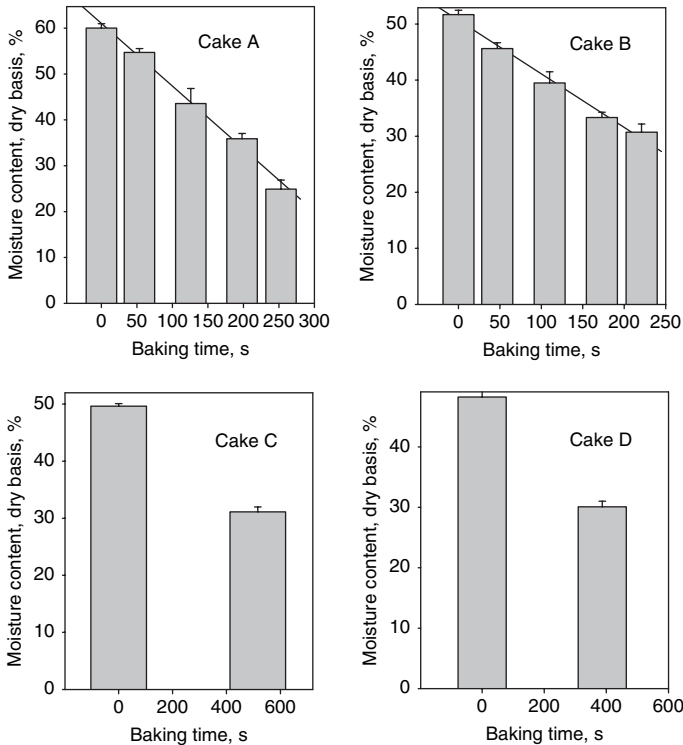 Moisture content, dry basis, %
60
50
40
30
20
10
0
Cake A
0 50 100 150 200 250 300
Baking time, s
Moisture content, dry basis, %
50
40
30
20
10
0
Cake B
0 50 100 150 200 250
Baking time, s
Moisture content, dry basis, %
50
40
30
20
10
0
Cake C
0 200 400 600
Baking time, s
Moisture content, dry basis, %
40
30
20
10
0
Cake D
0 200 400 600
Baking time, s